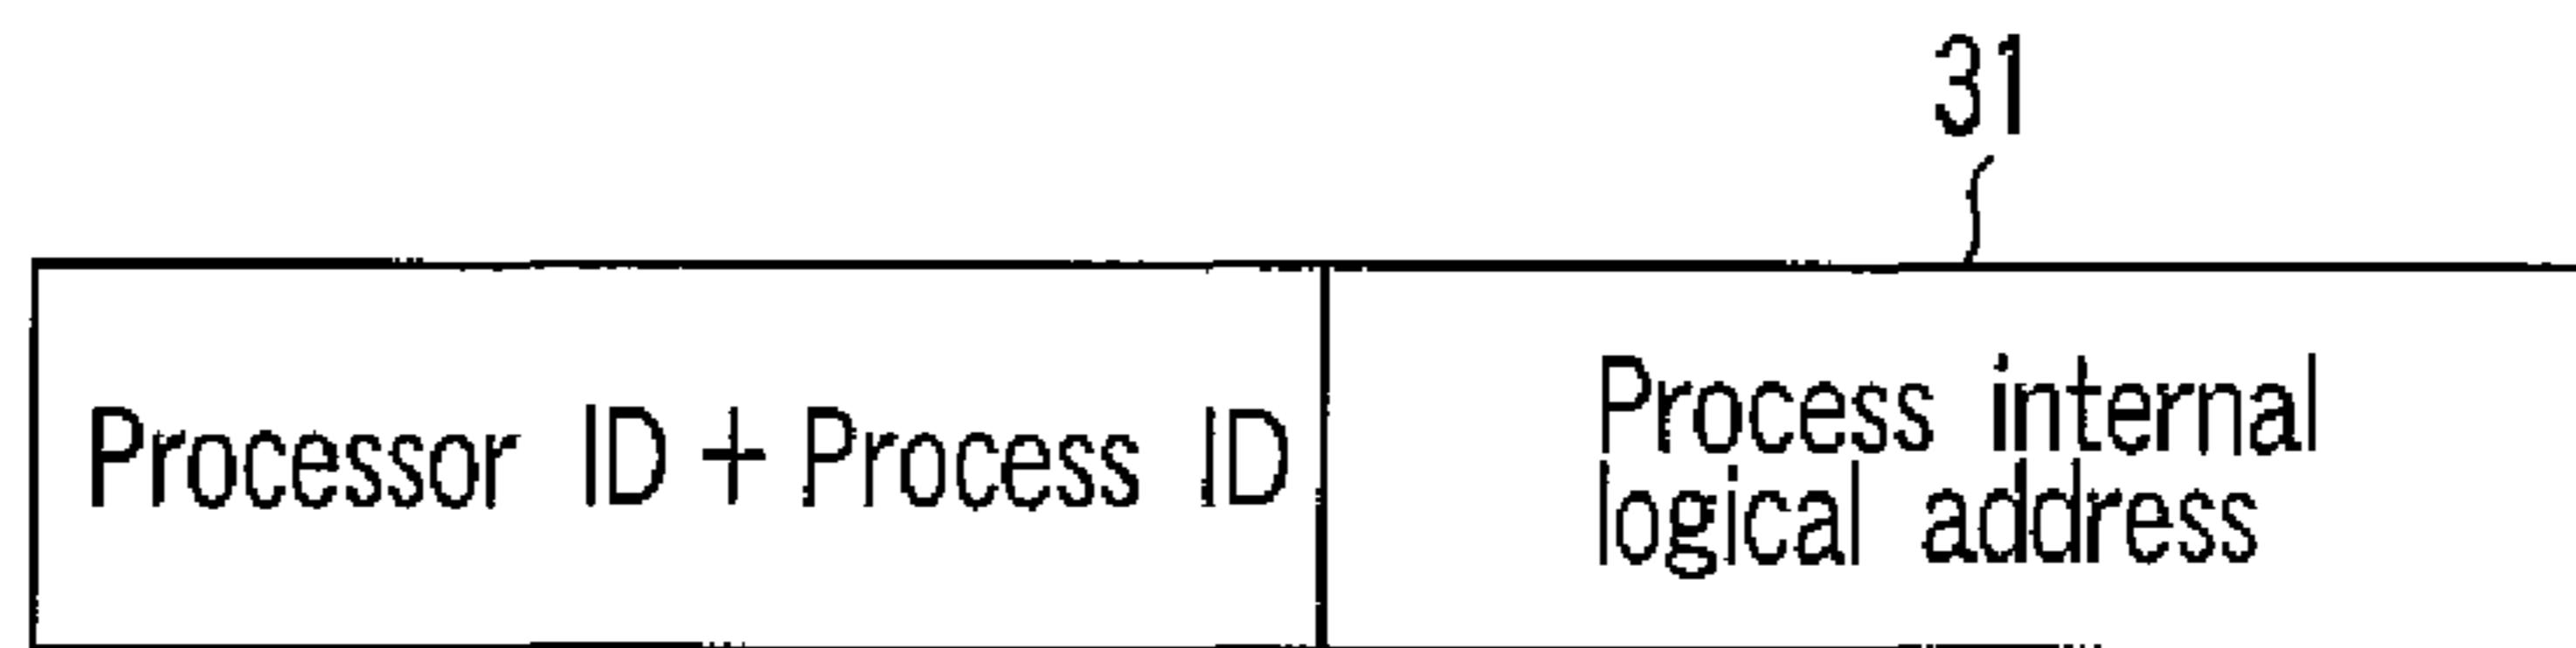 31
Processor ID + Process ID
Process internal
logical address